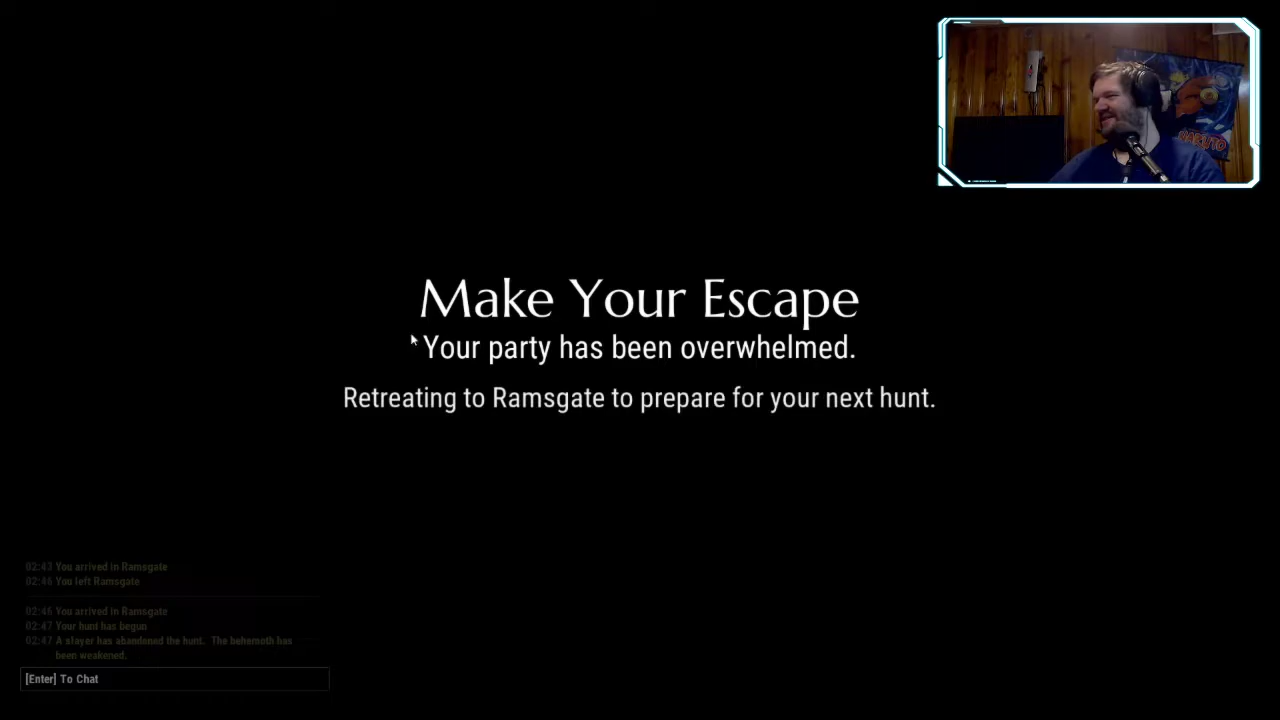 NARUTO
Make Your Escape
Your party has been overwhelmed.
Retreating to Ramsgate to prepare for your next hunt.
02:43 You arrived in Ramsgate
02:46 You left Ramsgate
02:46 You arrived in Ramsgate
02:47 Your hunt has begun
02:47 A slayer has abandoned the hunt. The behemoth has
been weakened.
[Enter] To Chat